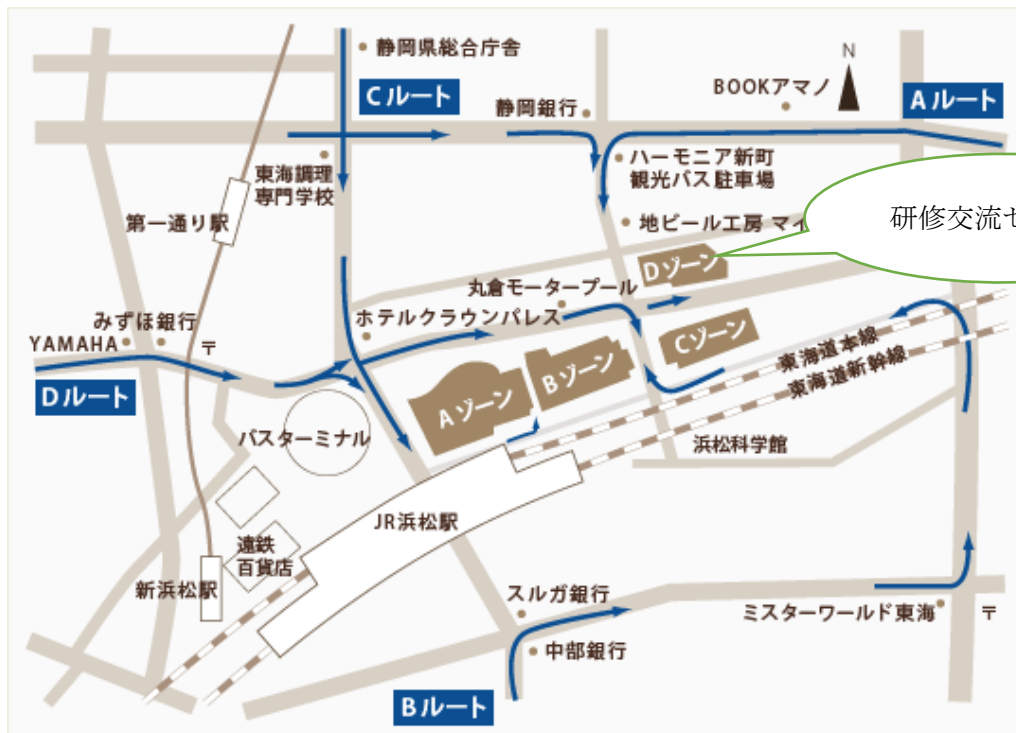 静岡県総合庁舎
N
Cルート
静岡銀行
BOOKアマノ
Aルート
東海調理
専門学校
ハーモニア新町
観光バス駐車場
第一通り駅
地ビール工房 マイ
研修交流セ
Dゾーン
丸倉モータープール
みずほ銀行
ホテルクラウンパレス
YAMAHA
〒
Cゾーン
東海道本線
Bゾーン
東海道新幹線
Dルート
Aゾーン
バスターミナル
浜松科学館
JR浜松駅
遠鉄
百貨店
新浜松駅
スルガ銀行
ミスターワールド東海
〒
中部銀行
Bルート